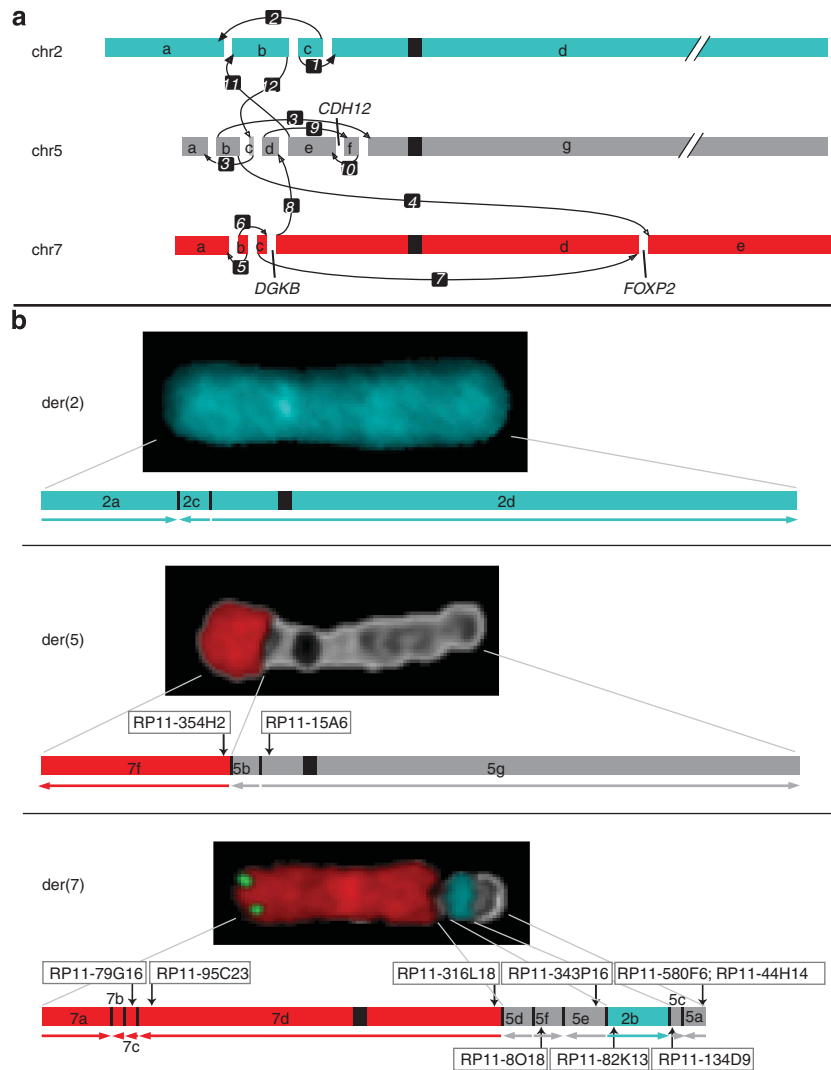 a
2
chr2
a
b
c
d
1
11
12
CDH12
3
9
chr5
a
b
c
d
e
f
g
3
10
8
4
6
chr7
a
b
c
d
e
5
7
DGKB
FOXP2
b
der(2)
2a
2c
2d
der(5)
RP11-354H2
RP11-15A6
7f
5b
5g
der(7)
RP11-79G16
RP11-95C23
RP11-316L18
RP11-343P16
RP11-580F6; RP11-44H14
7b
5c
7a
7d
5d
5f
5e
2b
5a
7c
RP11-8O18
RP11-82K13
RP11-134D9